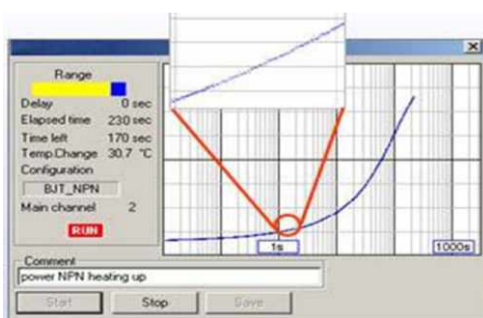 Range
Delay 0 sec
Elapsed time 230 sec
Time left 170 sec
Temp.Change 30.7 °C
Configuration
BJT_NPN
Main channel 2
RUN
1s
1000s
Comment
power NPN heating up
Start Stop Save